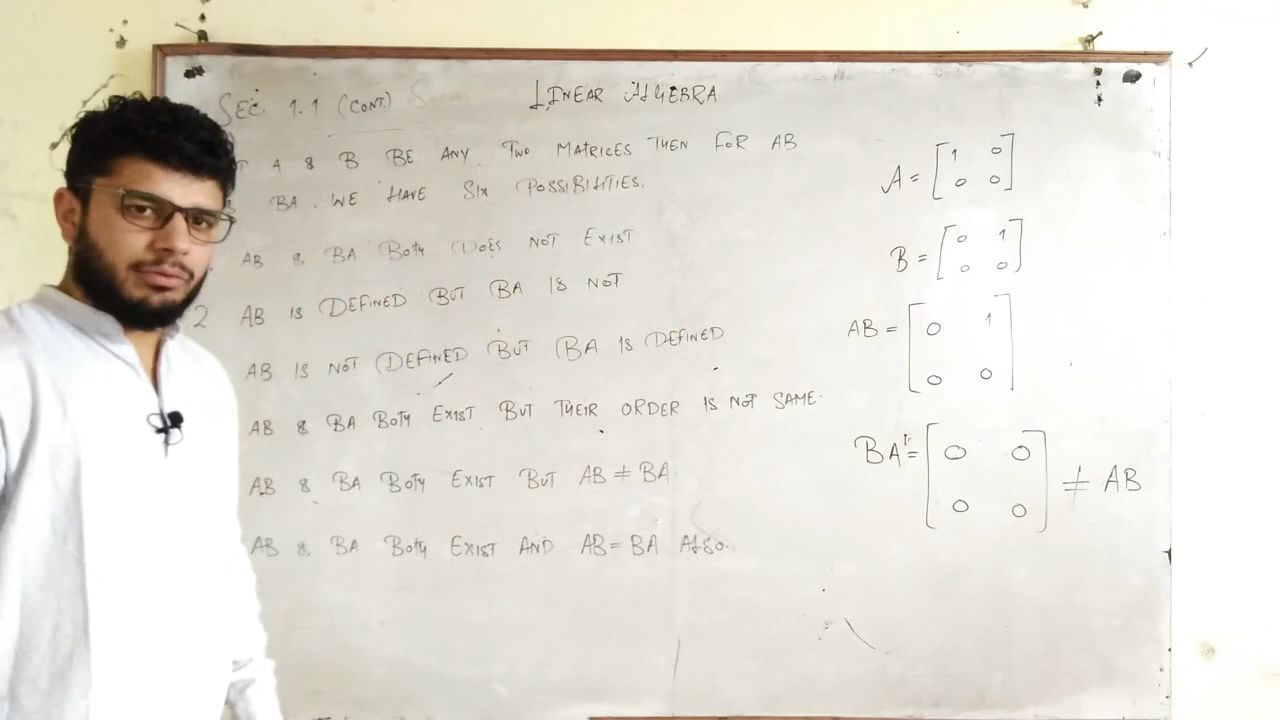 SEC. 1.1 (CONT.)
LINEAR ALGEBRA
A & B BE ANY TWO MATRICES THEN FOR AB
BA. WE HAVE SIX POSSIBILITIES.
AB & BA BOTH DOES NOT EXIST
2 AB IS DEFINED BUT BA IS NOT
AB IS NOT DEFINED BUT BA IS DEFINED
AB & BA BOTH EXIST BUT THEIR ORDER IS NOT SAME.
AB & BA BOTH EXIST BUT AB ≠ BA
AB & BA BOTH EXIST AND AB = BA ALSO.
A = [1 0
0 0]
B = [0 1
0 0]
AB = [0 1
0 0]
BA = [0 0
0 0] ≠ AB